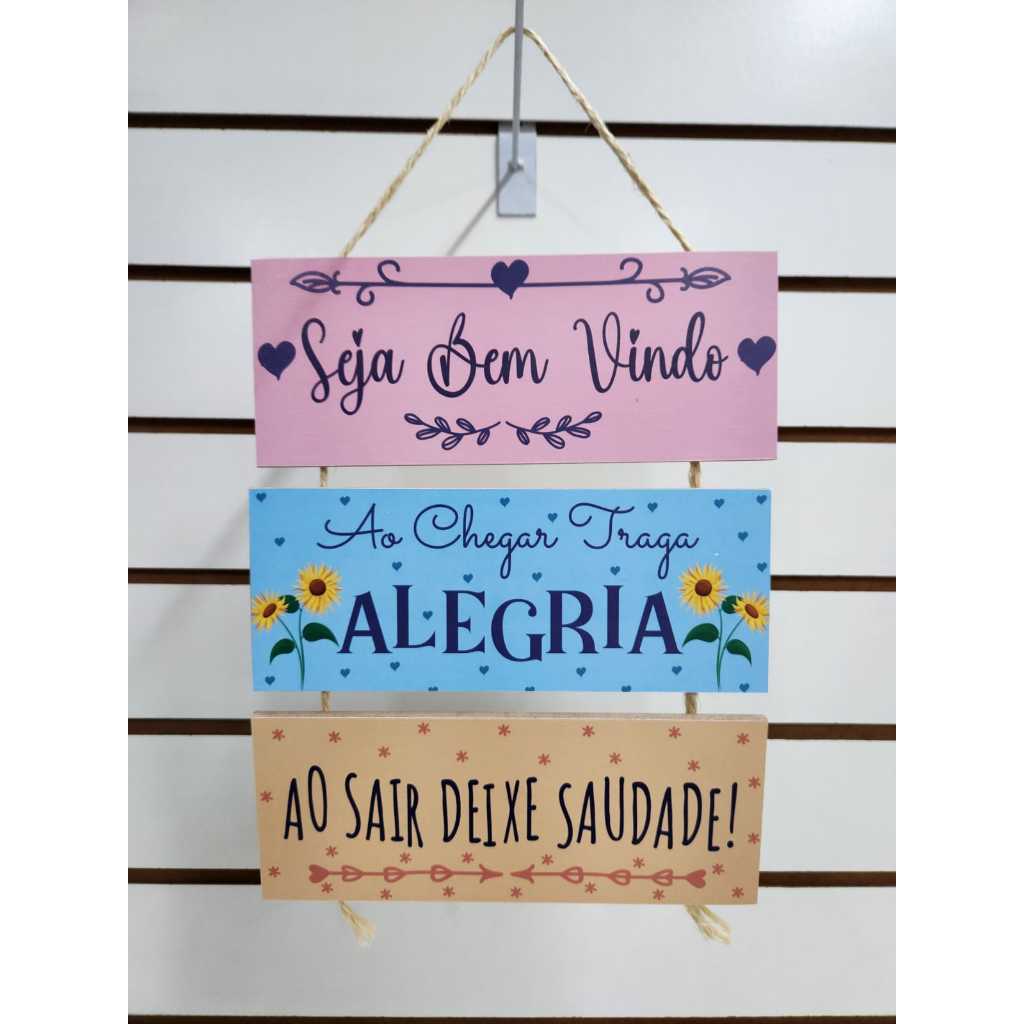 Seja Bem Vindo
Ao Chegar Traga
ALEGRIA
AO SAIR DEIXE SAUDADE!